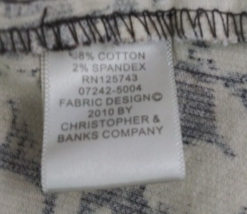 98% COTTON
2% SPANDEX
RN125743
07242-5004
FABRIC DESIGN©
2010 BY
CHRISTOPHER &
BANKS COMPANY